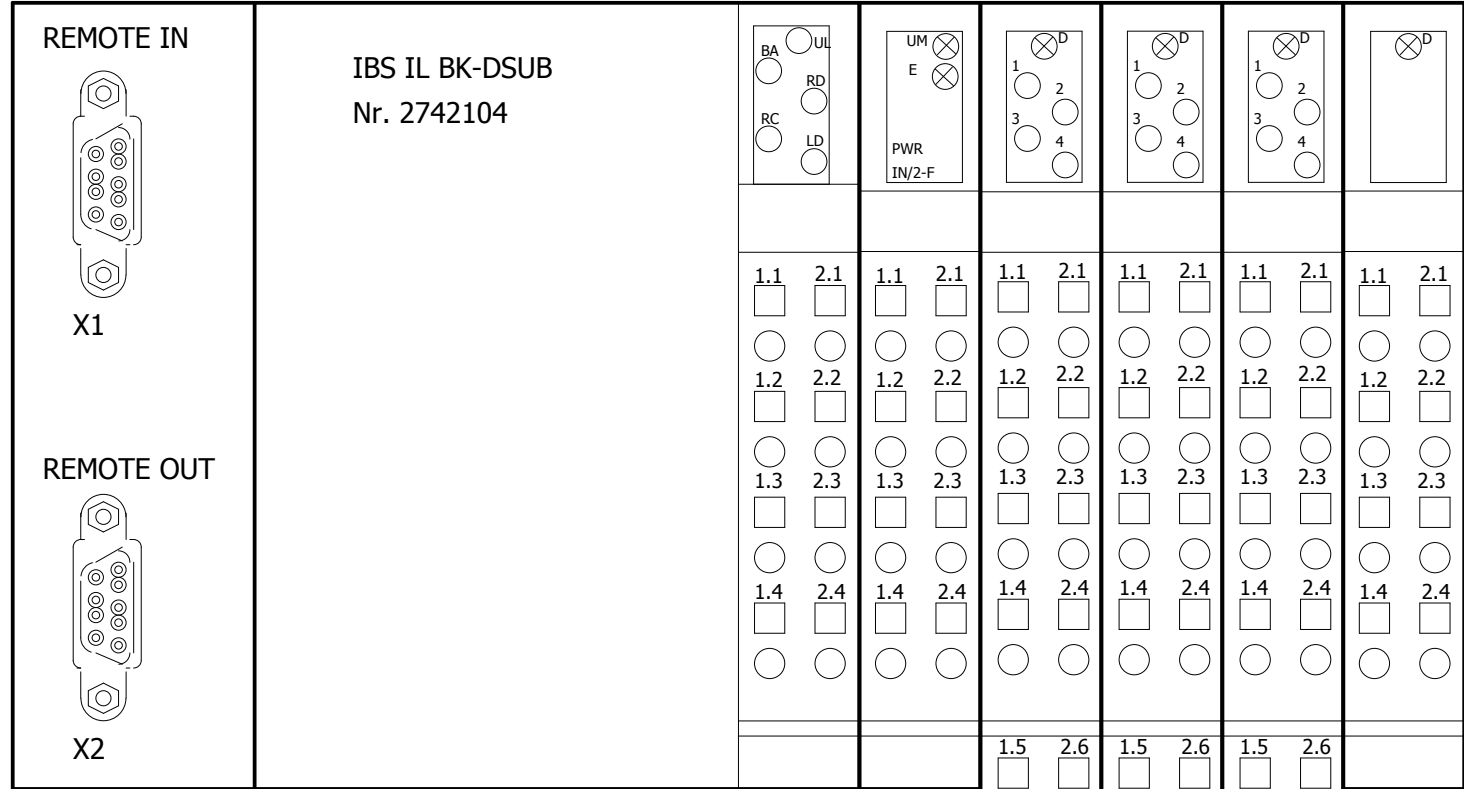 REMOTE IN
X1
REMOTE OUT
X2
IBS IL BK-DSUB
Nr. 2742104
UL
BA
RD
RC
LD
UM
E
PWR
IN/2-F
D
1
2
3
4
D
1
2
3
4
D
1
2
3
4
D
1.1 2.1 1.1 2.1 1.1 2.1 1.1 2.1 1.1 2.1 1.1 2.1
1.2 2.2 1.2 2.2 1.2 2.2 1.2 2.2 1.2 2.2 1.2 2.2
1.3 2.3 1.3 2.3 1.3 2.3 1.3 2.3 1.3 2.3 1.3 2.3
1.4 2.4 1.4 2.4 1.4 2.4 1.4 2.4 1.4 2.4 1.4 2.4
1.5 2.6 1.5 2.6 1.5 2.6